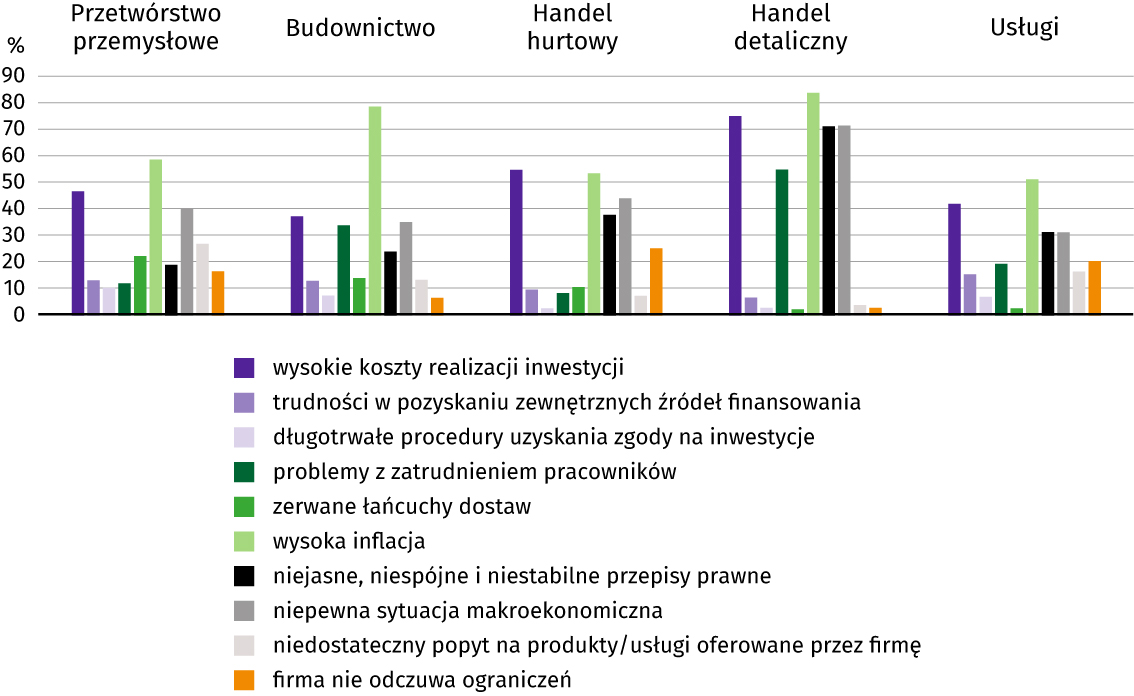 Przetwórstwo
przemysłowe
Budownictwo
Handel
hurtowy
Handel
detaliczny
Usługi
%
90
80
70
60
50
40
30
20
10
0
wysokie koszty realizacji inwestycji
trudności w pozyskaniu zewnętrznych źródeł finansowania
długotrwałe procedury uzyskania zgody na inwestycje
problemy z zatrudnieniem pracowników
zerwane łańcuchy dostaw
wysoka inflacja
niejasne, niespójne i niestabilne przepisy prawne
niepewna sytuacja makroekonomiczna
niedostateczny popyt na produkty/usługi oferowane przez firmę
firma nie odczuwa ograniczeń